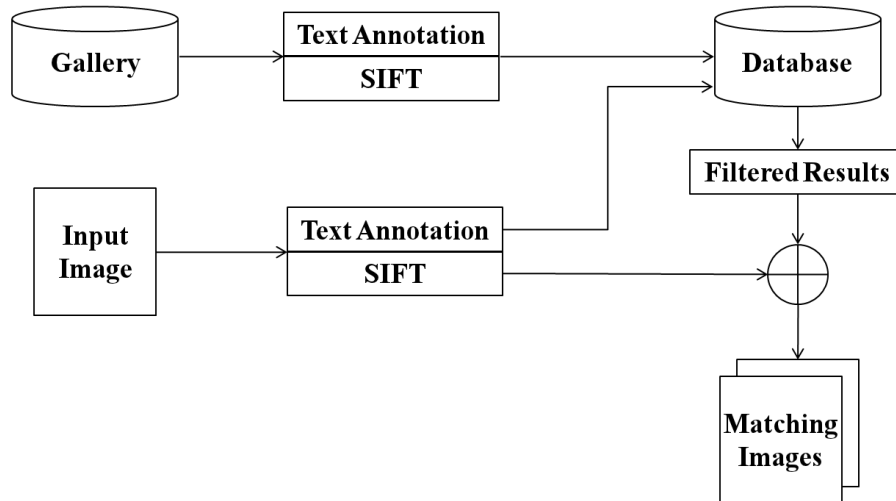 Gallery
Text Annotation
SIFT
Database
Filtered Results
Input
Image
Text Annotation
SIFT
Matching
Images